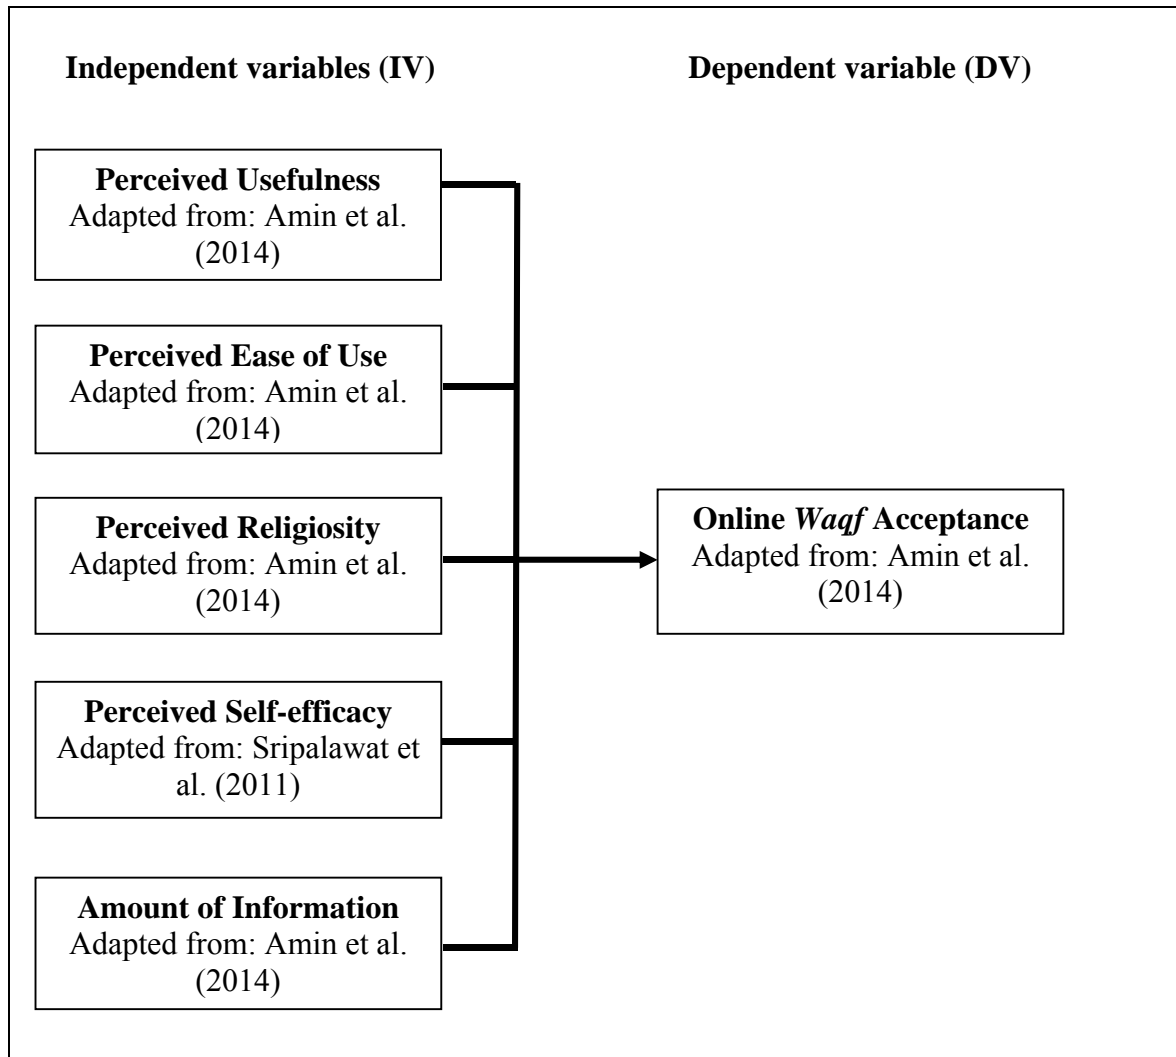 Independent variables (IV)
Dependent variable (DV)
Perceived Usefulness
Adapted from: Amin et al.
(2014)
Perceived Ease of Use
Adapted from: Amin et al.
(2014)
Perceived Religiosity
Adapted from: Amin et al.
(2014)
Perceived Self-efficacy
Adapted from: Sripalawat et
al. (2011)
Amount of Information
Adapted from: Amin et al.
(2014)
Online Waqf Acceptance
Adapted from: Amin et al.
(2014)